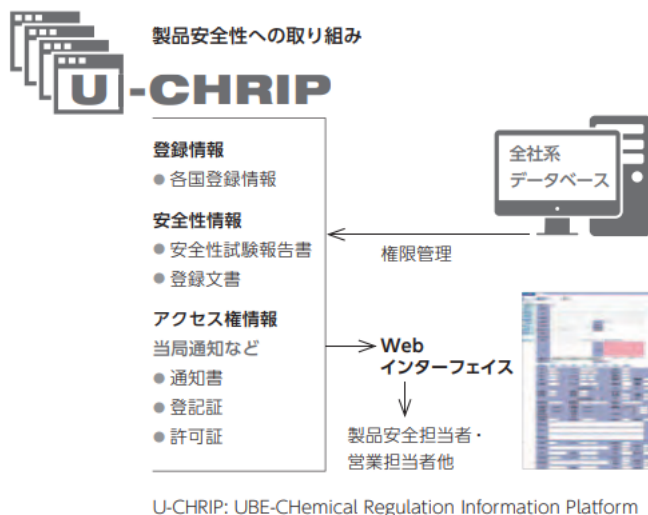 製品安全性への取り組み
U-CHRIP
登録情報
● 各国登録情報
安全性情報
● 安全性試験報告書
● 登録文書
アクセス権情報
当局通知など
● 通知書
● 登記証
● 許可証
全社系
データベース
権限管理
Web
インターフェイス
製品安全担当者・
営業担当者他
U-CHRIP: UBE-CHemical Regulation Information Platform